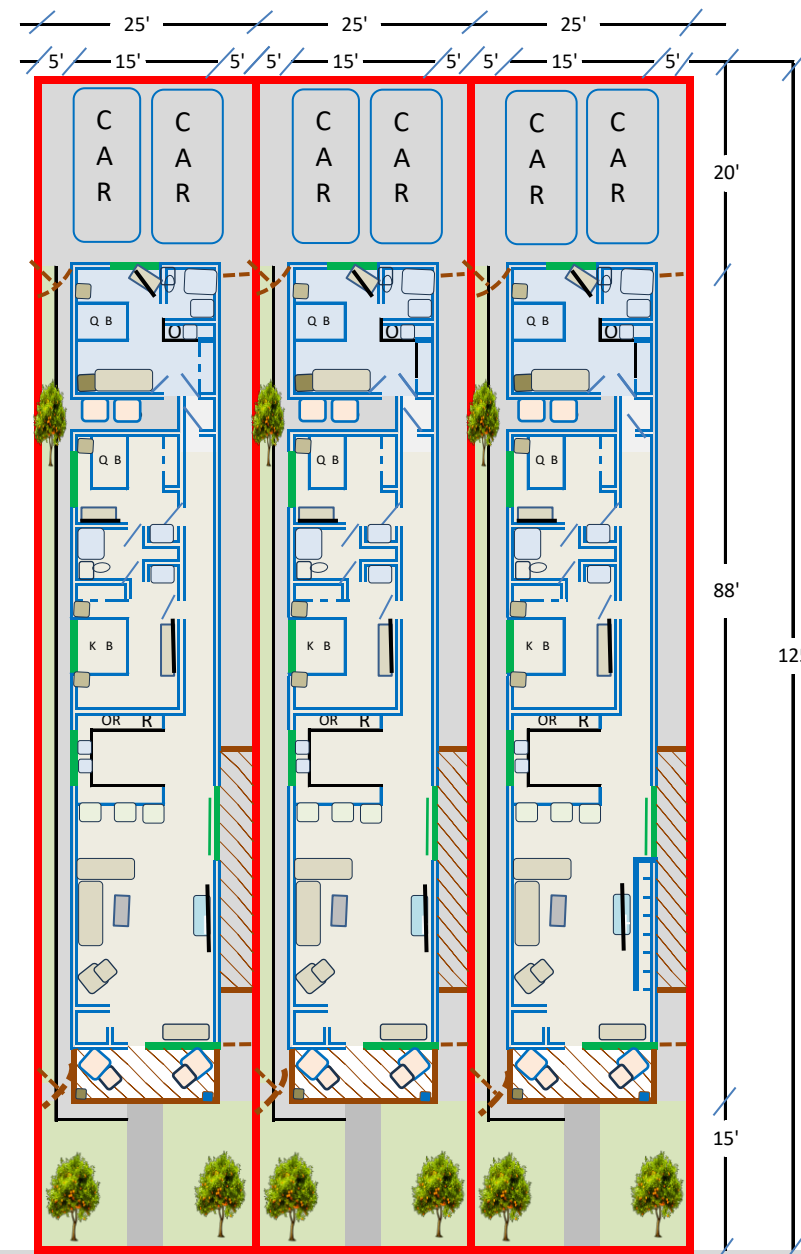 25' 25' 25'
5' 15' 5' 5' 15' 5' 5' 15' 5'
C C C C C C
A A A A A A
R R R R R R
20'
Q B Q B Q B
O O O
Q B Q B Q B
88'
K B K B K B
OR R OR R OR R
15'